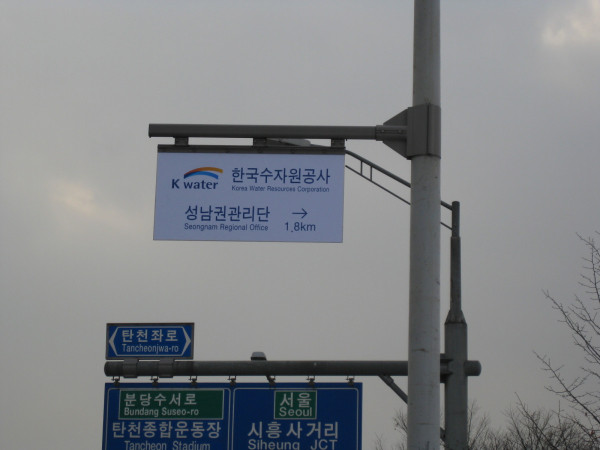 K water 한국수자원공사
Korea Water Resources Corporation
성남권관리단 →
Seongnam Regional Office 1.8km
탄천좌로
Tancheonjwa-ro
분당수서로
Bundang Suseo-ro
탄천종합운동장
Tancheon Stadium
서울
Seoul
시흥사거리
Siheung JCT